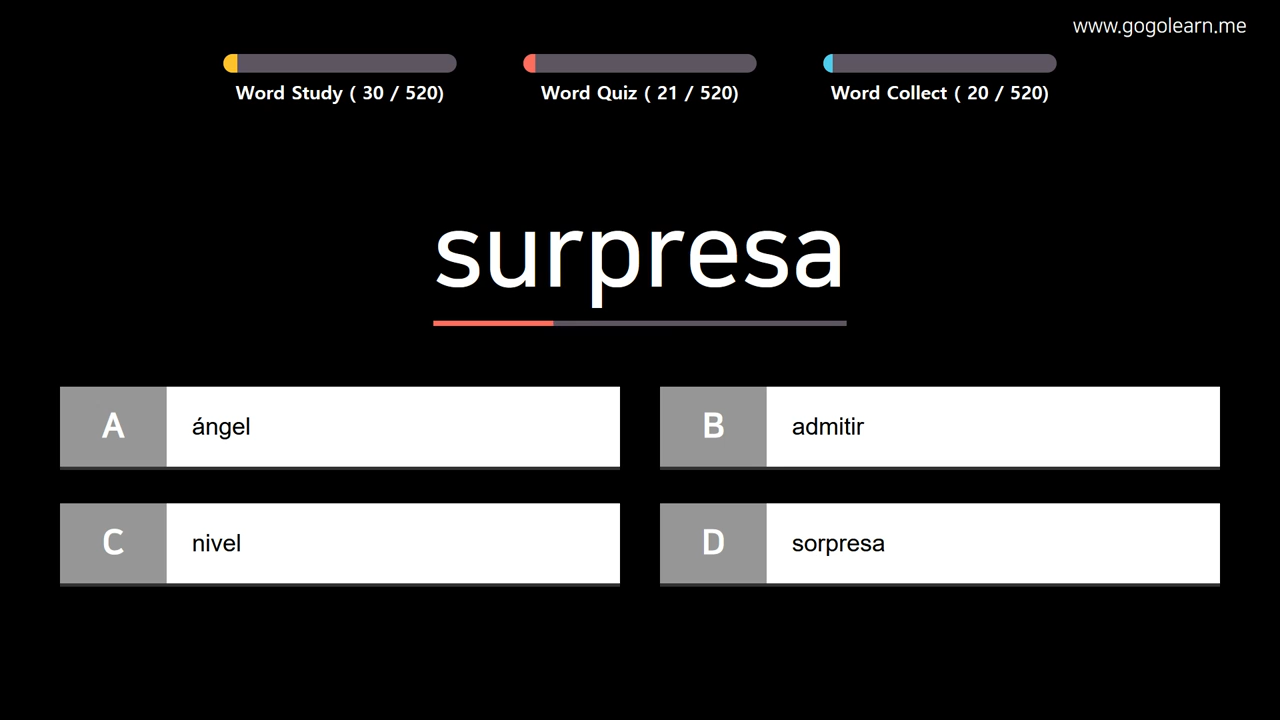 www.gogolearn.me
Word Study ( 30 / 520)
Word Quiz ( 21 / 520)
Word Collect ( 20 / 520)
surpresa
A ángel
B admitir
C nivel
D sorpresa